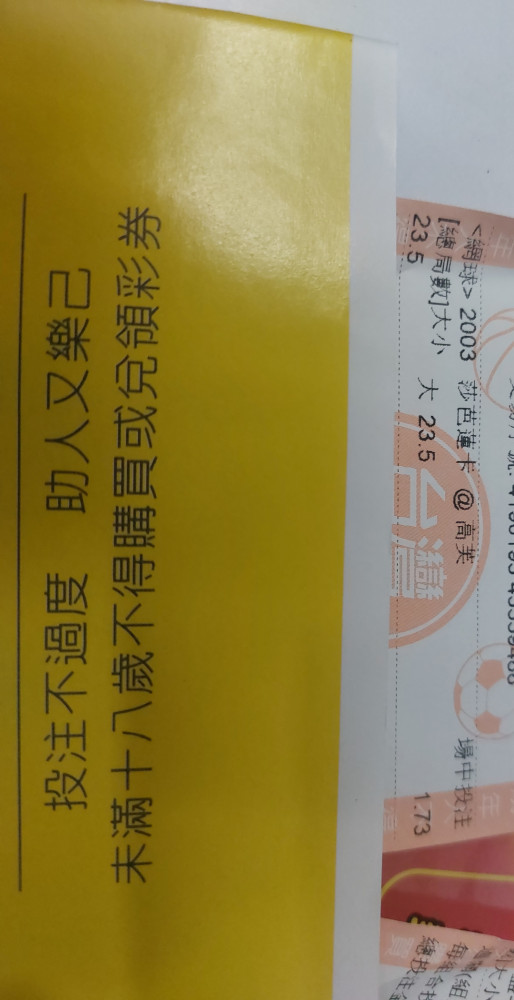 投注不過度 助人又樂己
未滿十八歲不得購買或兌領彩券
<網球> 2003 莎芭蓮卡 @ 高芙 場中投注
[總局數]大小 大 23.5 1.73
23.5
台灣